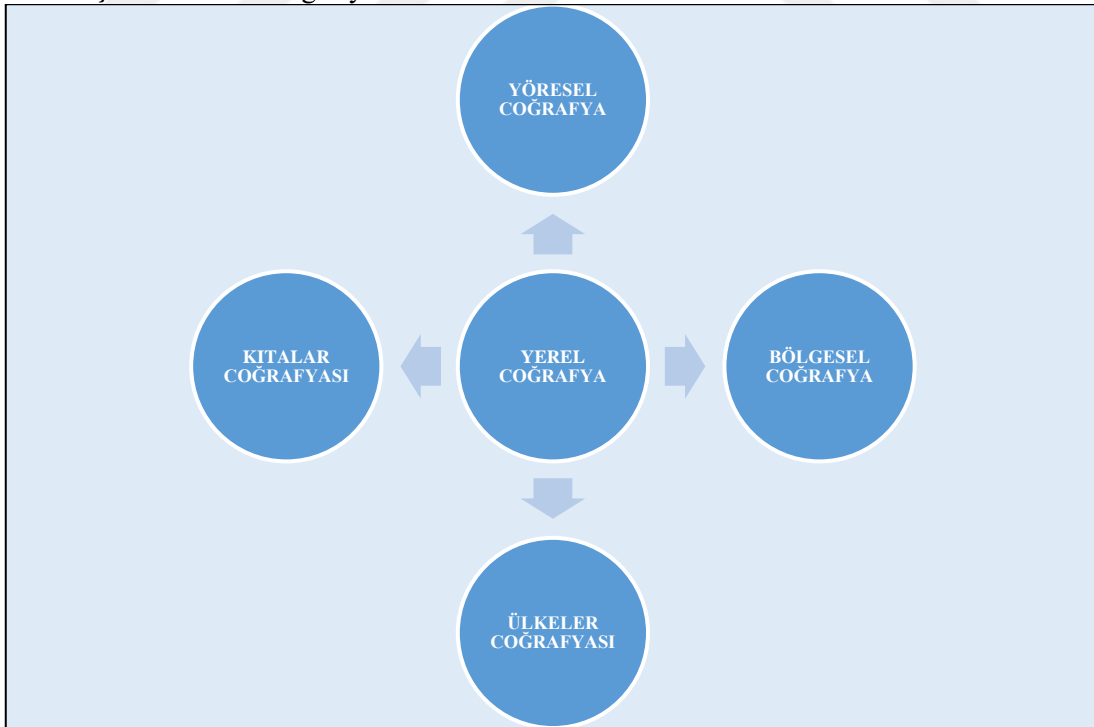 YÖRESEL
COĞRAFYA
KITALAR
COĞRAFYASI
YEREL
COĞRAFYA
BÖLGESEL
COĞRAFYA
ÜLKELER
COĞRAFYASI